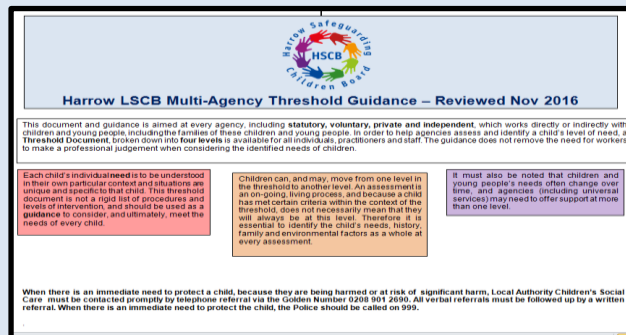 Harrow Safeguarding
HSCB
Children Board
Harrow LSCB Multi-Agency Threshold Guidance – Reviewed Nov 2016
This document and guidance is aimed at every agency, including statutory, voluntary, private and independent, which works directly or indirectly with
children and young people, including the families of these children and young people. In order to help agencies assess and identify a child's level of need, a
Threshold Document, broken down into four levels is available for all individuals, practitioners and staff. The guidance does not remove the need for workers
to make a professional judgement when considering the identified needs of children.
Each child's individual need is to be understood
in their own particular context and situations are
unique and specific to that child. This threshold
document is not a rigid list of procedures and
levels of intervention, and should be used as a
guidance to consider, and ultimately, meet the
needs of every child.
Children can, and may, move from one level in
the threshold to another level. An assessment is
an on-going, living process, and because a child
has met certain criteria within the context of the
threshold, does not necessarily mean that they
will always be at this level. Therefore it is
essential to identify the child's needs, history,
family and environmental factors as a whole at
every assessment.
It must also be noted that children and
young people's needs often change over
time, and agencies (including universal
services) may need to offer support at more
than one level.
When there is an immediate need to protect a child, because they are being harmed or at risk of significant harm, Local Authority Children's Social
Care must be contacted promptly by telephone referral via the Golden Number 0208 901 2690. All verbal referrals must be followed up by a written
referral. When there is an immediate need to protect the child, the Police should be called on 999.